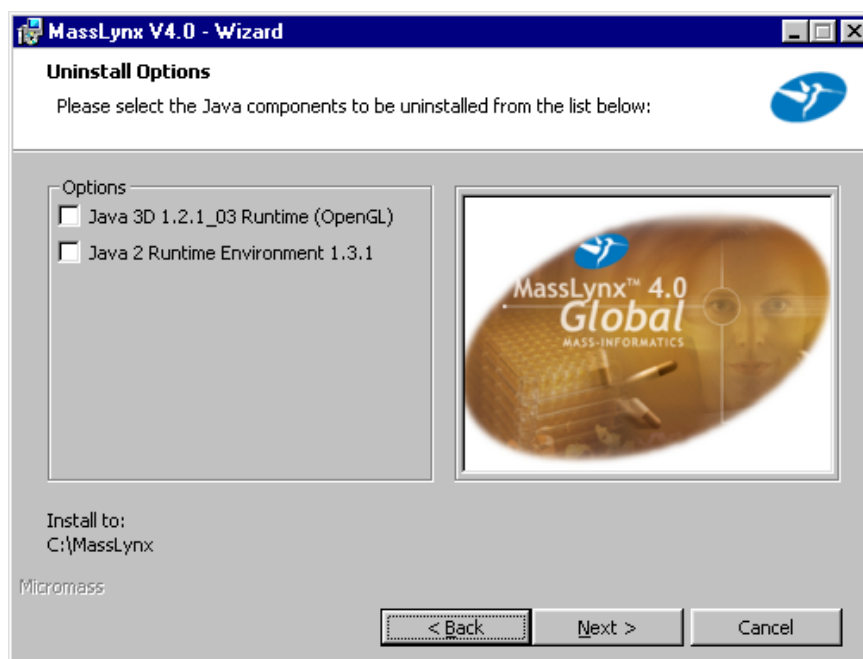 MassLynx V4.0 - Wizard
Uninstall Options
Please select the Java components to be uninstalled from the list below:
Options
Java 3D 1.2.1_03 Runtime (OpenGL)
Java 2 Runtime Environment 1.3.1
MassLynx™ 4.0
Global
MASS-INFORMATICS
Install to:
C:\MassLynx
Micromass
< Back
Next >
Cancel